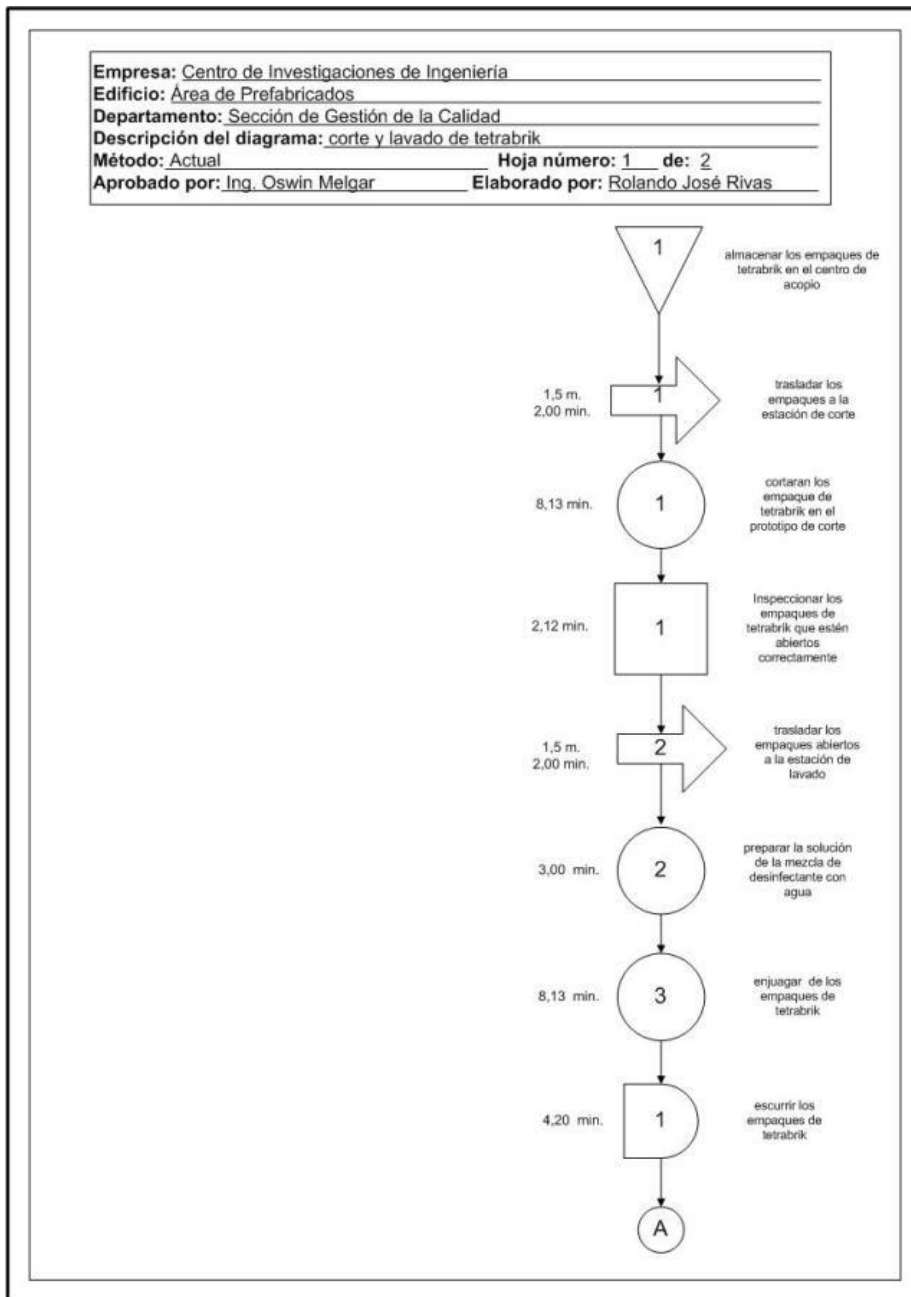 Empresa: Centro de Investigaciones de Ingeniería
Edificio: Área de Prefabricados
Departamento: Sección de Gestión de la Calidad
Descripción del diagrama: corte y lavado de tetrabrik
Método: Actual Hoja número: 1 de: 2
Aprobado por: Ing. Oswin Melgar Elaborado por: Rolando José Rivas
1
almacenar los empaques de
tetrabrik en el centro de
acopio
1,5 m.
2,00 min.
1
trasladar los
empaques a la
estación de corte
8,13 min.
1
cortaran los
empaque de
tetrabrik en el
prototipo de corte
2,12 min.
1
Inspeccionar los
empaques de
tetrabrik que estén
abiertos
correctamente
1,5 m.
2,00 min.
2
trasladar los
empaques abiertos
a la estación de
lavado
3,00 min.
2
preparar la solución
de la mezcla de
desinfectante con
agua
8,13 min.
3
enjuagar de los
empaques de
tetrabrik
4,20 min.
1
escurrir los
empaques de
tetrabrik
A